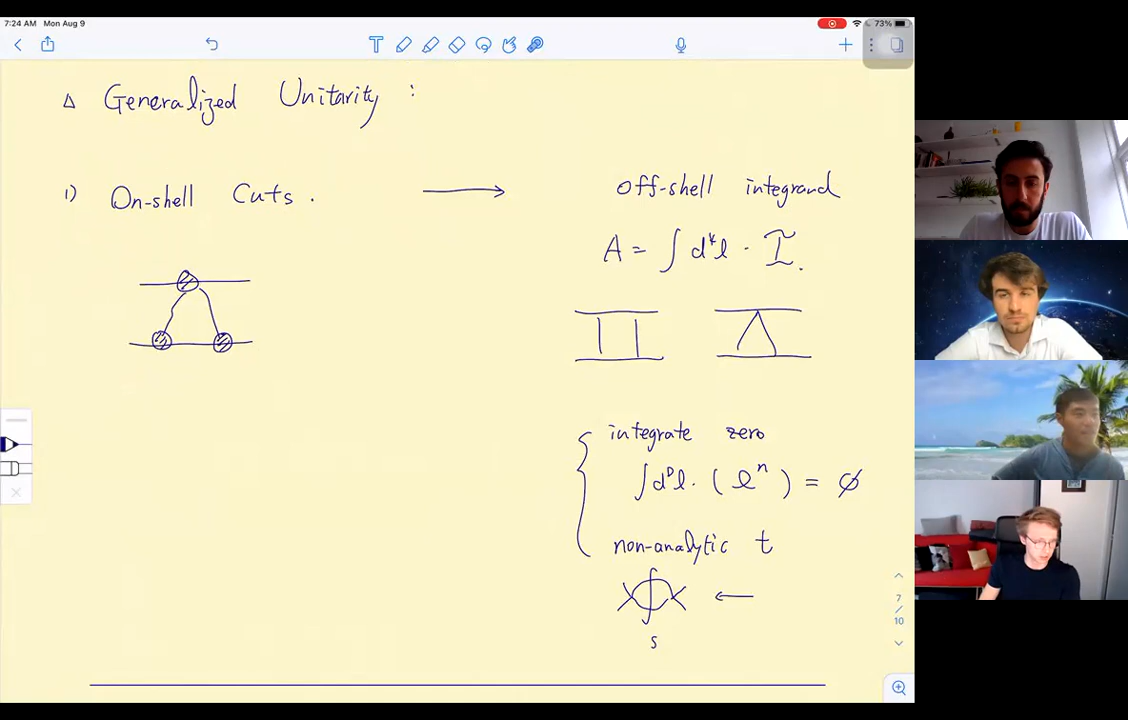 7:24 AM Mon Aug 9
73%
Δ Generalized Unitarity :
1) On-shell Cuts . ⟶ off-shell integrand
A = ∫ d⁴l · I.
integrate zero
∫ dᴰl · ( lⁿ ) = ∅
non-analytic t
←
s
7
/
10